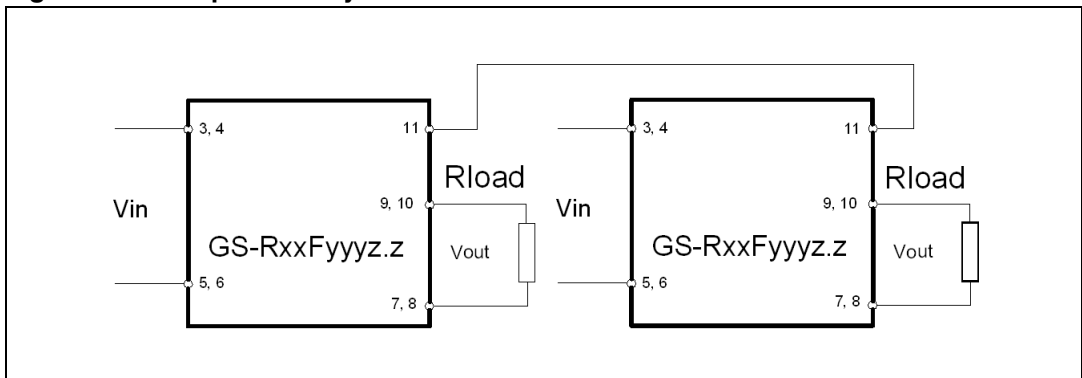 3, 4
11
Rload
9, 10
Vin
GS-RxxFyyyz.z
Vout
5, 6
7, 8
3, 4
11
Rload
9, 10
Vin
GS-RxxFyyyz.z
Vout
5, 6
7, 8